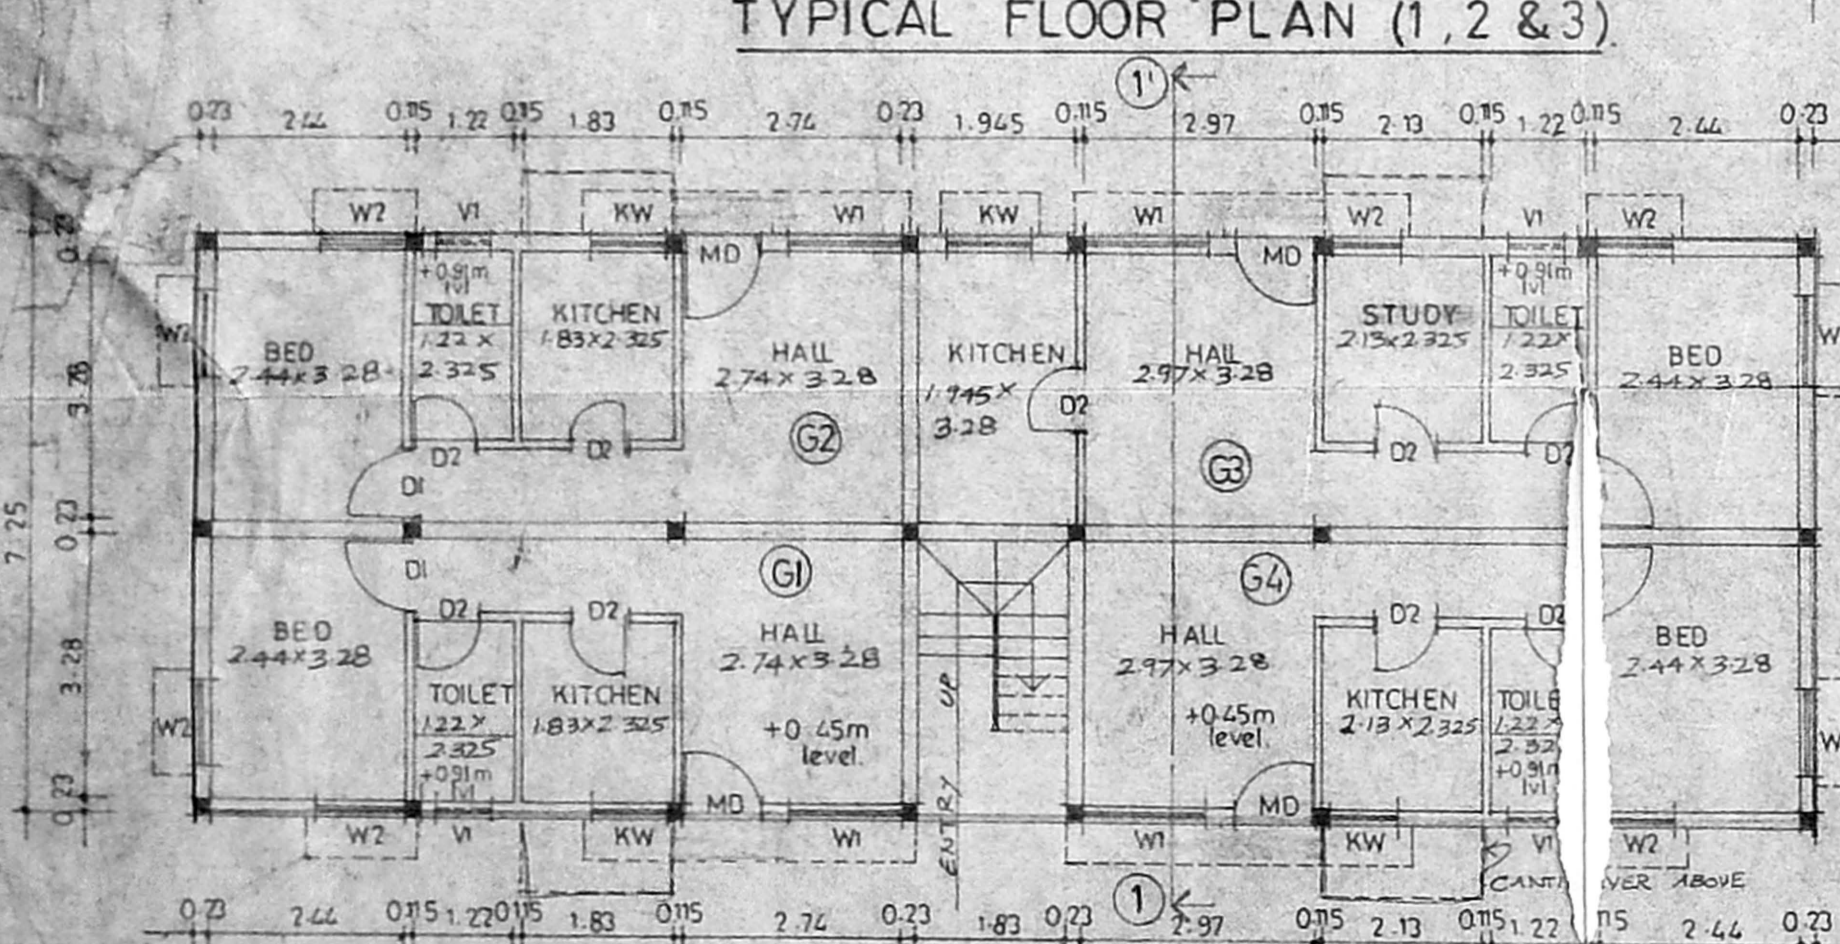 TYPICAL FLOOR PLAN (1,2 &3).
1'
0.23 2.44 0.115 1.22 0.115 1.83 0.115 2.74 0.23 1.945 0.115 2.97 0.115 2.13 0.115 1.22 0.115 2.44 0.23
W2 V1 KW W1 KW W1 W2 V1 W2
0.23
MD MD
+0.91m
lvl
+0.91m
lvl
W2
BED
2.44×3.28
TOILET
1.22×
2.325
KITCHEN
1.83×2.325
HALL
2.74×3.28
KITCHEN
1.945×
3.28
HALL
2.97×3.28
STUDY
2.13×2.325
TOILET
1.22×
2.325
BED
2.44×3.28
3.28
D2
G2
G3
D2 D2 D2 D2
D1
7.25
0.23
G1
G4
D1
D2 D2 D2 D2
BED
2.44×3.28
HALL
2.74×3.28
HALL
2.97×3.28
BED
2.44×3.28
3.28
TOILET
1.22×
2.325
+0.91m
lvl
KITCHEN
1.83×2.325
+0.45m
level.
ENTRY UP
+0.45m
level.
KITCHEN
2.13×2.325
1.22×
lvl
W2
0.23
MD MD
W2 V1 KW W1 W1 KW V1 W2
ABOVE
1
0.23 2.44 0.115 1.22 0.115 1.83 0.115 2.74 0.23 1.83 0.23 2.97 0.115 2.13 0.115 1.22 2.44 0.23